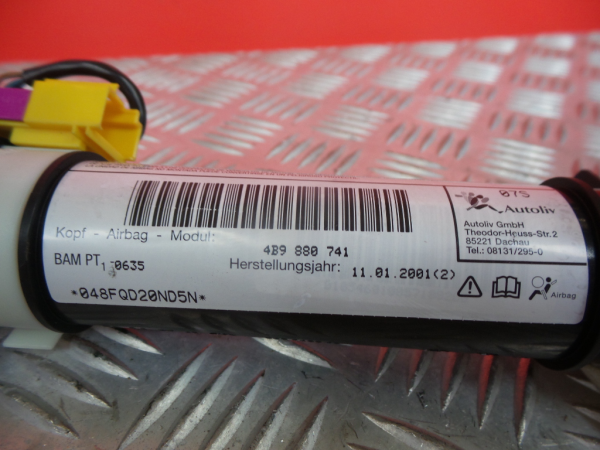 075
Autoliv
Autoliv GmbH
Theodor-Heuss-Str.2
85221 Dachau
Tel.: 08131/295-0
Kopf - Airbag - Modul: 4B9 880 741
BAM PT1 0635 Herstellungsjahr: 11.01.2001(2)
*048FQD20ND5N*
Airbag